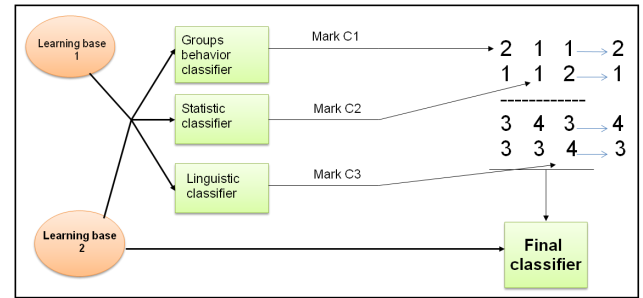 Learning base
1
Groups
behavior
classifier
Mark C1
2 1 1 2
1 1 2 1
------------
Statistic
classifier
Mark C2
3 4 3 4
3 3 4 3
Linguistic
classifier
Mark C3
Learning base
2
Final
classifier